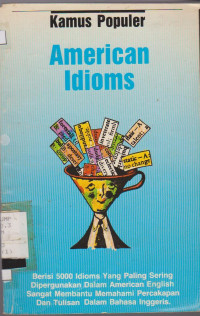 Kamus Populer
American
Idioms
Berisi 5000 Idioms Yang Paling Sering
Dipergunakan Dalam American English
Sangat Membantu Memahami Percakapan
Dan Tulisan Dalam Bahasa Inggeris.